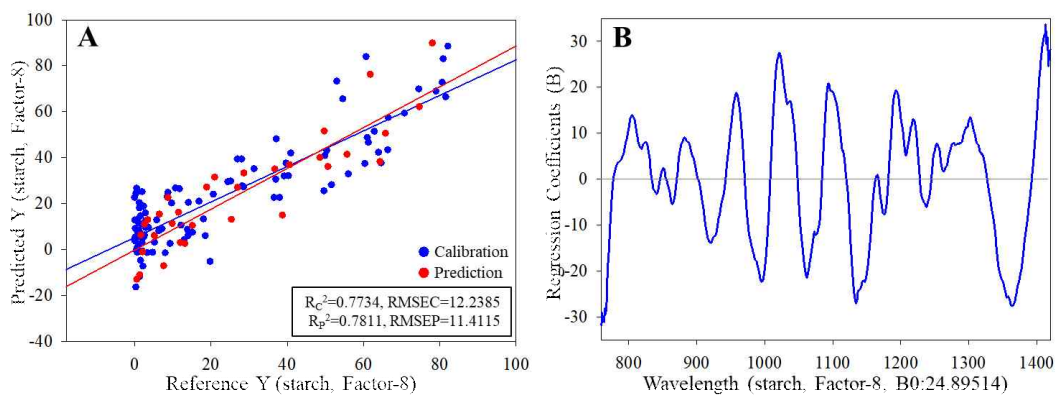 A
100
80
60
40
20
0
-20
-40
Predicted Y (starch, Factor-8)
0
20
40
60
80
100
Reference Y (starch, Factor-8)
Calibration
Prediction
R_C²=0.7734, RMSEC=12.2385
R_P²=0.7811, RMSEP=11.4115
B
30
20
10
0
-10
-20
-30
Regression Coefficients (B)
800
900
1000
1100
1200
1300
1400
Wavelength (starch, Factor-8, B0:24.89514)